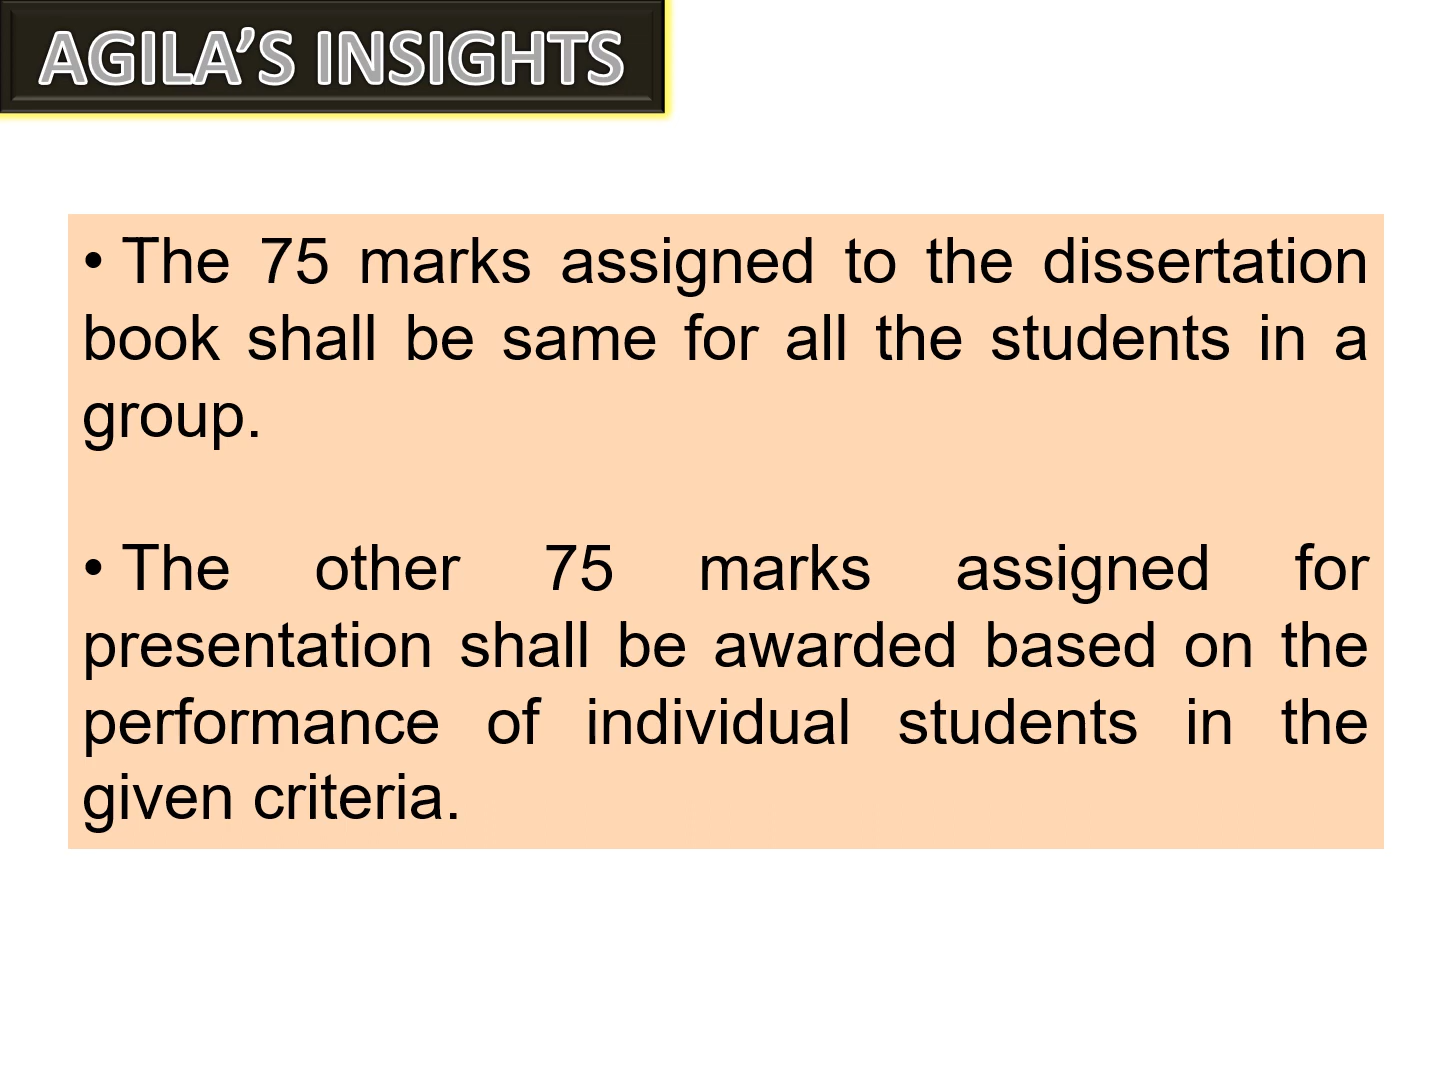 AGILA’S INSIGHTS
• The 75 marks assigned to the dissertation
book shall be same for all the students in a
group.
• The other 75 marks assigned for
presentation shall be awarded based on the
performance of individual students in the
given criteria.